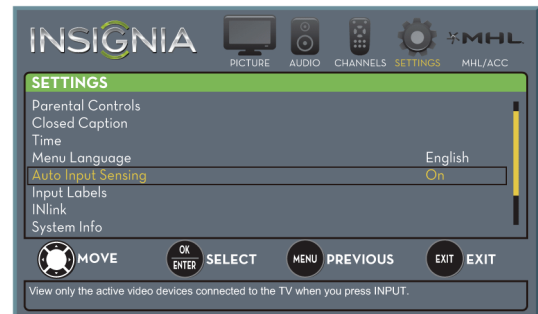 INSIGNIA
PICTURE AUDIO CHANNELS SETTINGS MHL MHL/ACC
SETTINGS
Parental Controls
Closed Caption
Time
Menu Language English
Auto Input Sensing On
Input Labels
INlink
System Info
MOVE OK ENTER SELECT MENU PREVIOUS EXIT EXIT
View only the active video devices connected to the TV when you press INPUT.